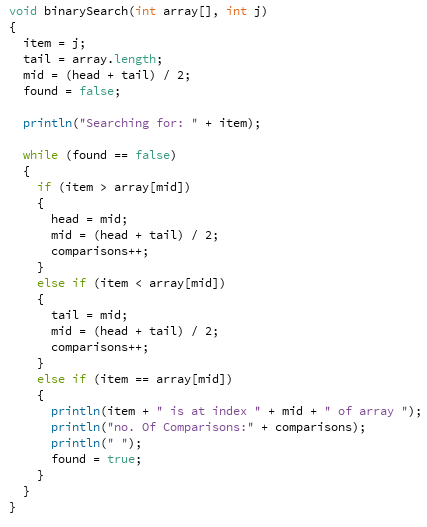 void binarySearch(int array[], int j)
{
  item = j;
  tail = array.length;
  mid = (head + tail) / 2;
  found = false;

  println("Searching for: " + item);

  while (found == false)
  {
    if (item > array[mid])
    {
      head = mid;
      mid = (head + tail) / 2;
      comparisons++;
    }
    else if (item < array[mid])
    {
      tail = mid;
      mid = (head + tail) / 2;
      comparisons++;
    }
    else if (item == array[mid])
    {
      println(item + " is at index " + mid + " of array ");
      println("no. Of Comparisons:" + comparisons);
      println(" ");
      found = true;
    }
  }
}